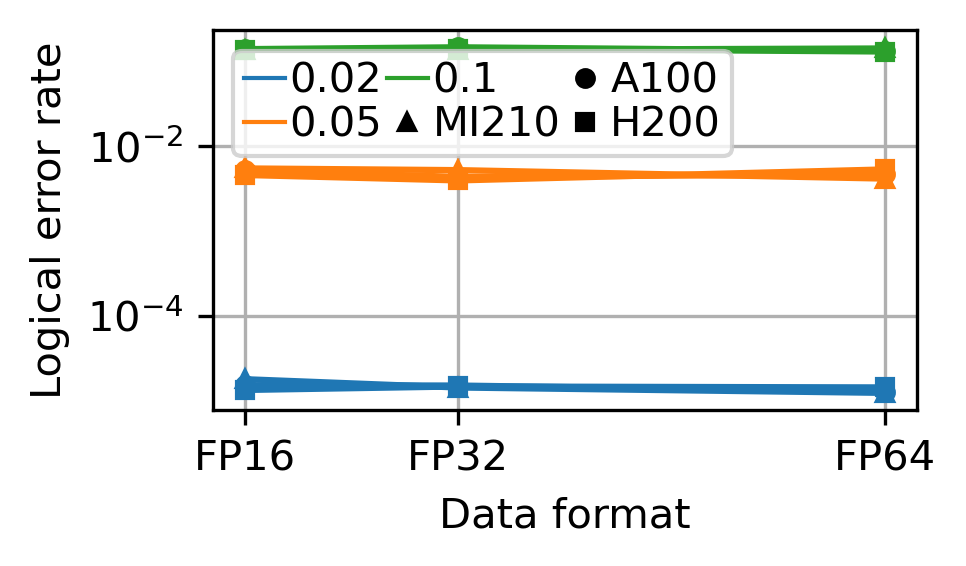 Logical error rate
10⁻²
10⁻⁴
0.02 0.1 A100
0.05 MI210 H200
FP16 FP32 FP64
Data format